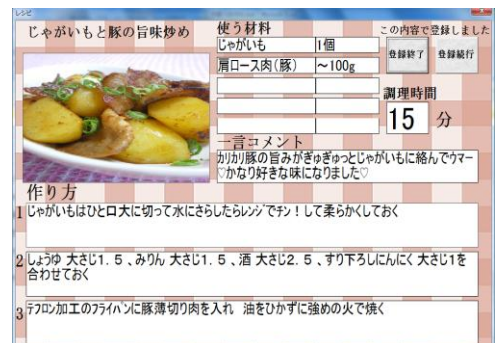 レシピ
じゃがいもと豚の旨味炒め
使う材料
この内容で登録しました
じゃがいも 1個
登録終了 登録続行
肩ロース肉(豚) ～100g
調理時間
15 分
一言コメント
カリカリ豚の旨みがぎゅぎゅっとじゃがいもに絡んでウマー
♡かなり好きな味になりました♡
作り方
1 じゃがいもはひと口大に切って水にさらしたらﾚﾝｼﾞでﾁﾝ！して柔らかくしておく
2 しょうゆ 大さじ1．5 、みりん 大さじ1．5 、酒 大さじ2．5 、すり下ろしにんにく 大さじ1を
合わせておく
3 ﾃﾌﾛﾝ加工のﾌﾗｲﾊﾟﾝに豚薄切り肉を入れ 油をひかずに強めの火で焼く